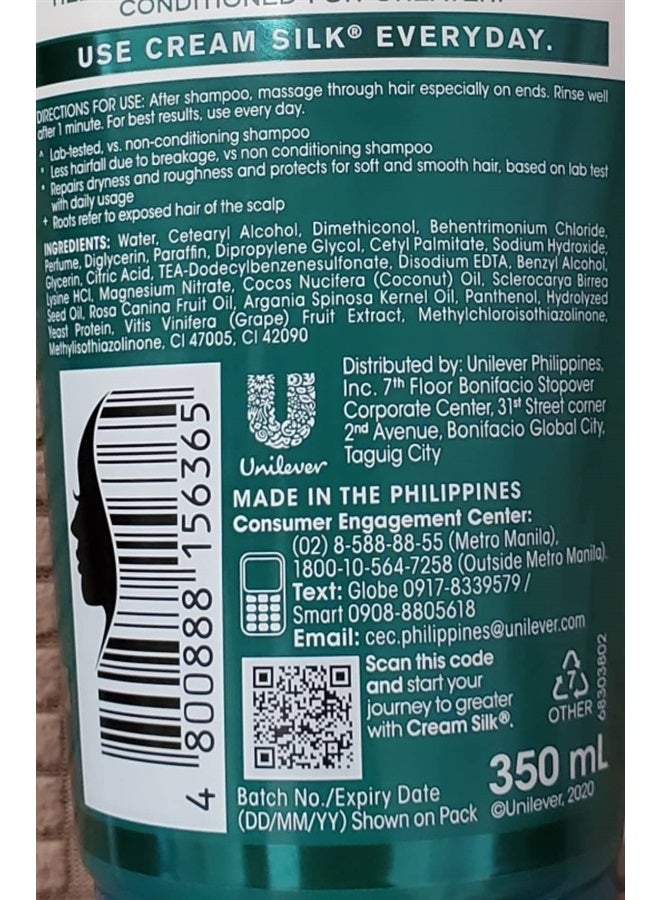 CONDITIONED FOR GREATER.
USE CREAM SILK® EVERYDAY.
DIRECTIONS FOR USE: After shampoo, massage through hair especially on ends. Rinse well
after 1 minute. For best results, use every day.
^ Lab-tested, vs. non-conditioning shampoo
* Less hairfall due to breakage, vs non conditioning shampoo
* Repairs dryness and roughness and protects for soft and smooth hair, based on lab test
with daily usage
+ Roots refer to exposed hair of the scalp
INGREDIENTS: Water, Cetearyl Alcohol, Dimethiconol, Behentrimonium Chloride,
Perfume, Diglycerin, Paraffin, Dipropylene Glycol, Cetyl Palmitate, Sodium Hydroxide,
Glycerin, Citric Acid, TEA-Dodecylbenzenesulfonate, Disodium EDTA, Benzyl Alcohol,
Lysine HCl, Magnesium Nitrate, Cocos Nucifera (Coconut) Oil, Sclerocarya Birrea
Seed Oil, Rosa Canina Fruit Oil, Argania Spinosa Kernel Oil, Panthenol, Hydrolyzed
Yeast Protein, Vitis Vinifera (Grape) Fruit Extract, Methylchloroisothiazolinone,
Methylisothiazolinone, CI 47005, CI 42090
4 800888 156365
Unilever
Distributed by: Unilever Philippines,
Inc. 7th Floor Bonifacio Stopover
Corporate Center, 31st Street corner
2nd Avenue, Bonifacio Global City,
Taguig City
MADE IN THE PHILIPPINES
Consumer Engagement Center:
(02) 8-588-88-55 (Metro Manila),
1800-10-564-7258 (Outside Metro Manila).
Text: Globe 0917-8339579 /
Smart 0908-8805618
Email: cec.philippines@unilever.com
Scan this code
and start your
journey to greater
with Cream Silk®.
7
OTHER
68303802
350 mL
Batch No./Expiry Date
(DD/MM/YY) Shown on Pack
©Unilever, 2020